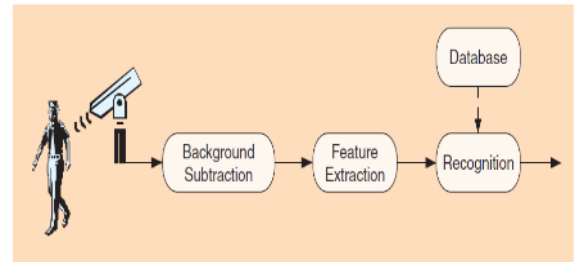 Database
Background
Subtraction
Feature
Extraction
Recognition